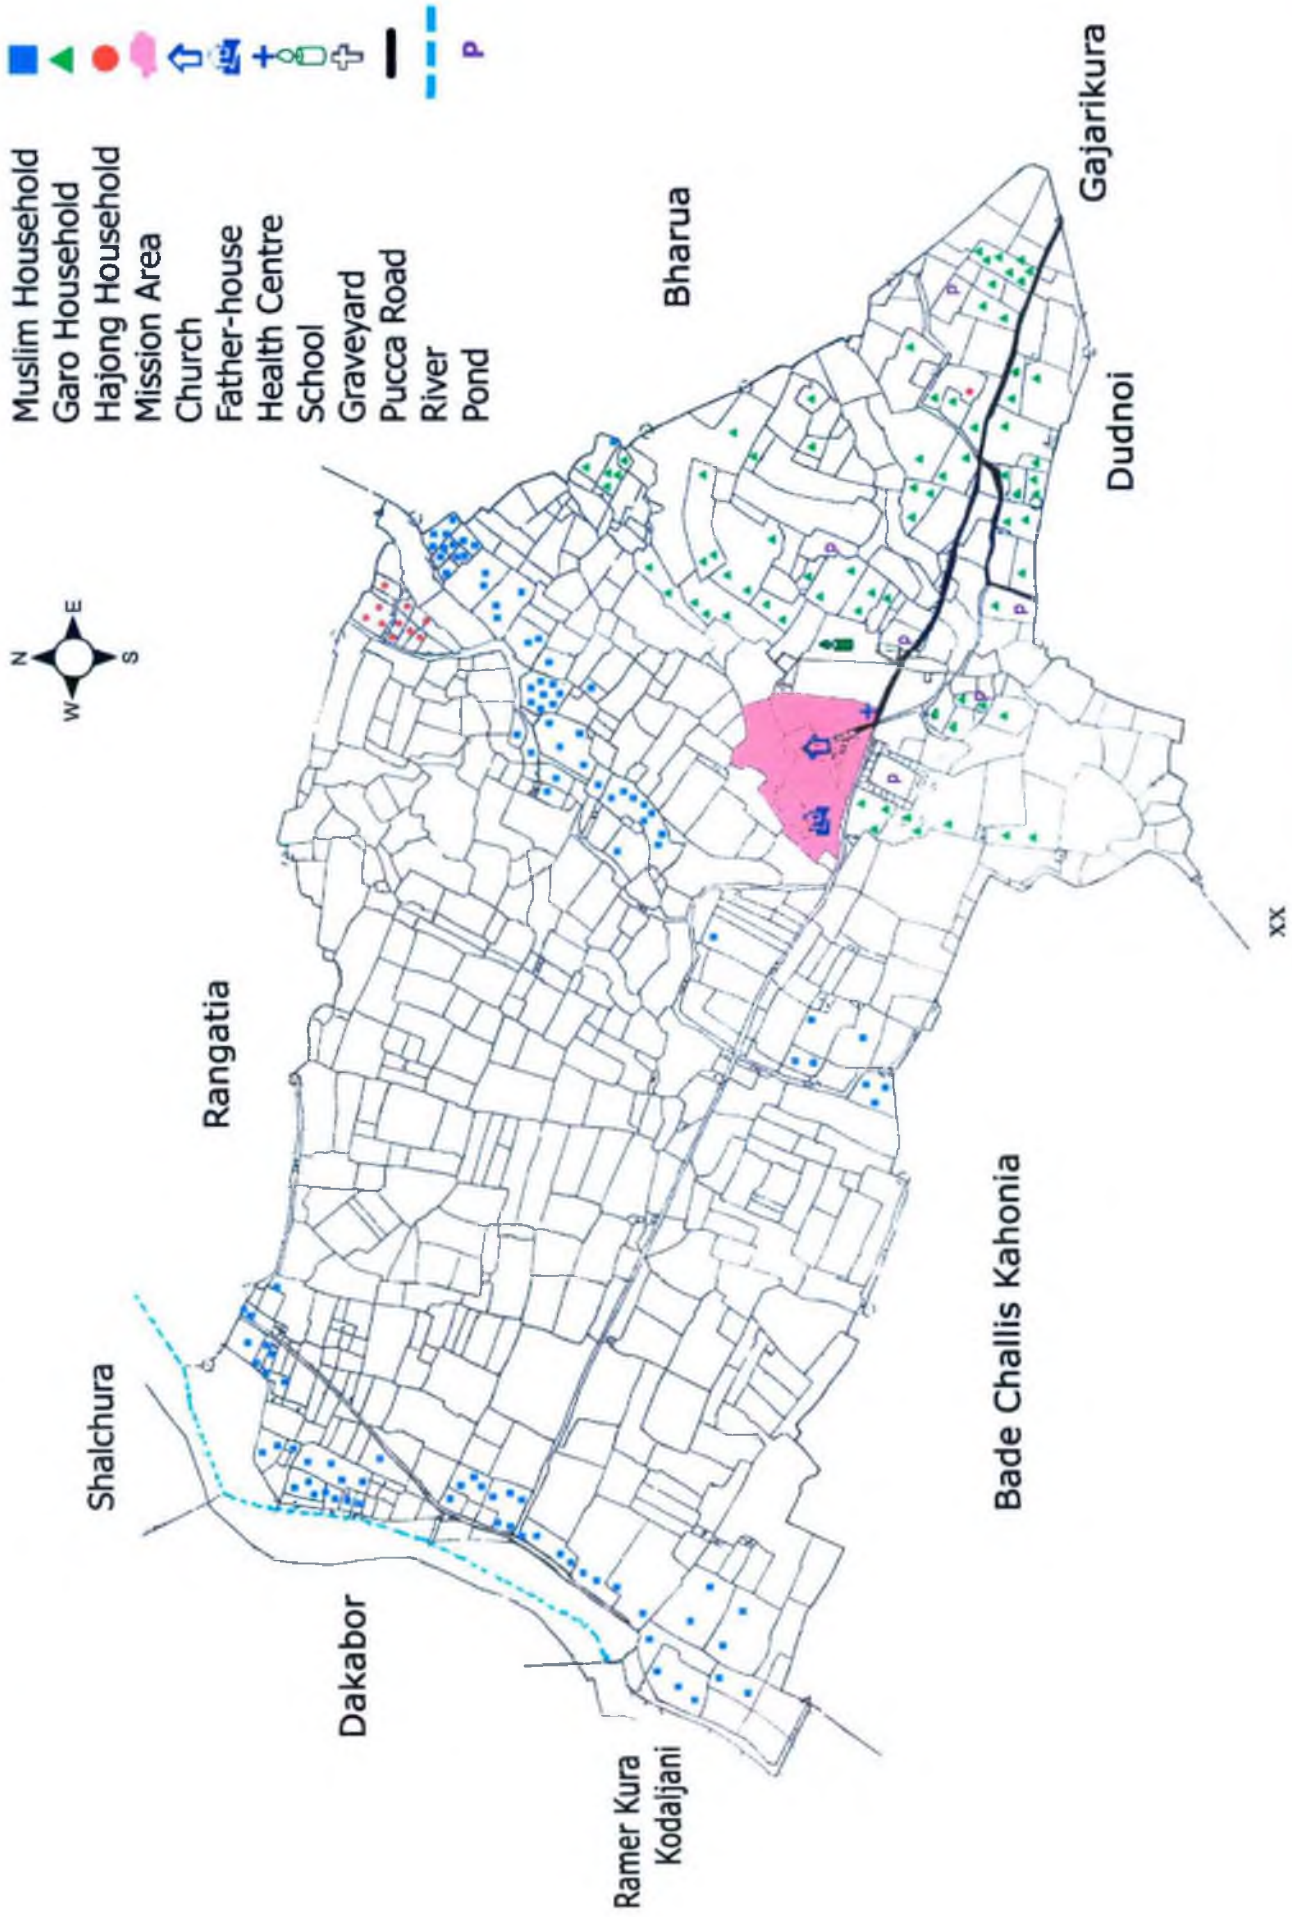 N
W E
S
Muslim Household
Garo Household
Hajong Household
Mission Area
Church
Father-house
Health Centre
School
Graveyard
Pucca Road
River
Pond P
Shalchura
Rangatia
Dakabor
Ramer Kura
Kodaljani
Bharua
P
P
P
P
P
P
Bade Challis Kahonia
Dudnoi
Gajarikura
xx